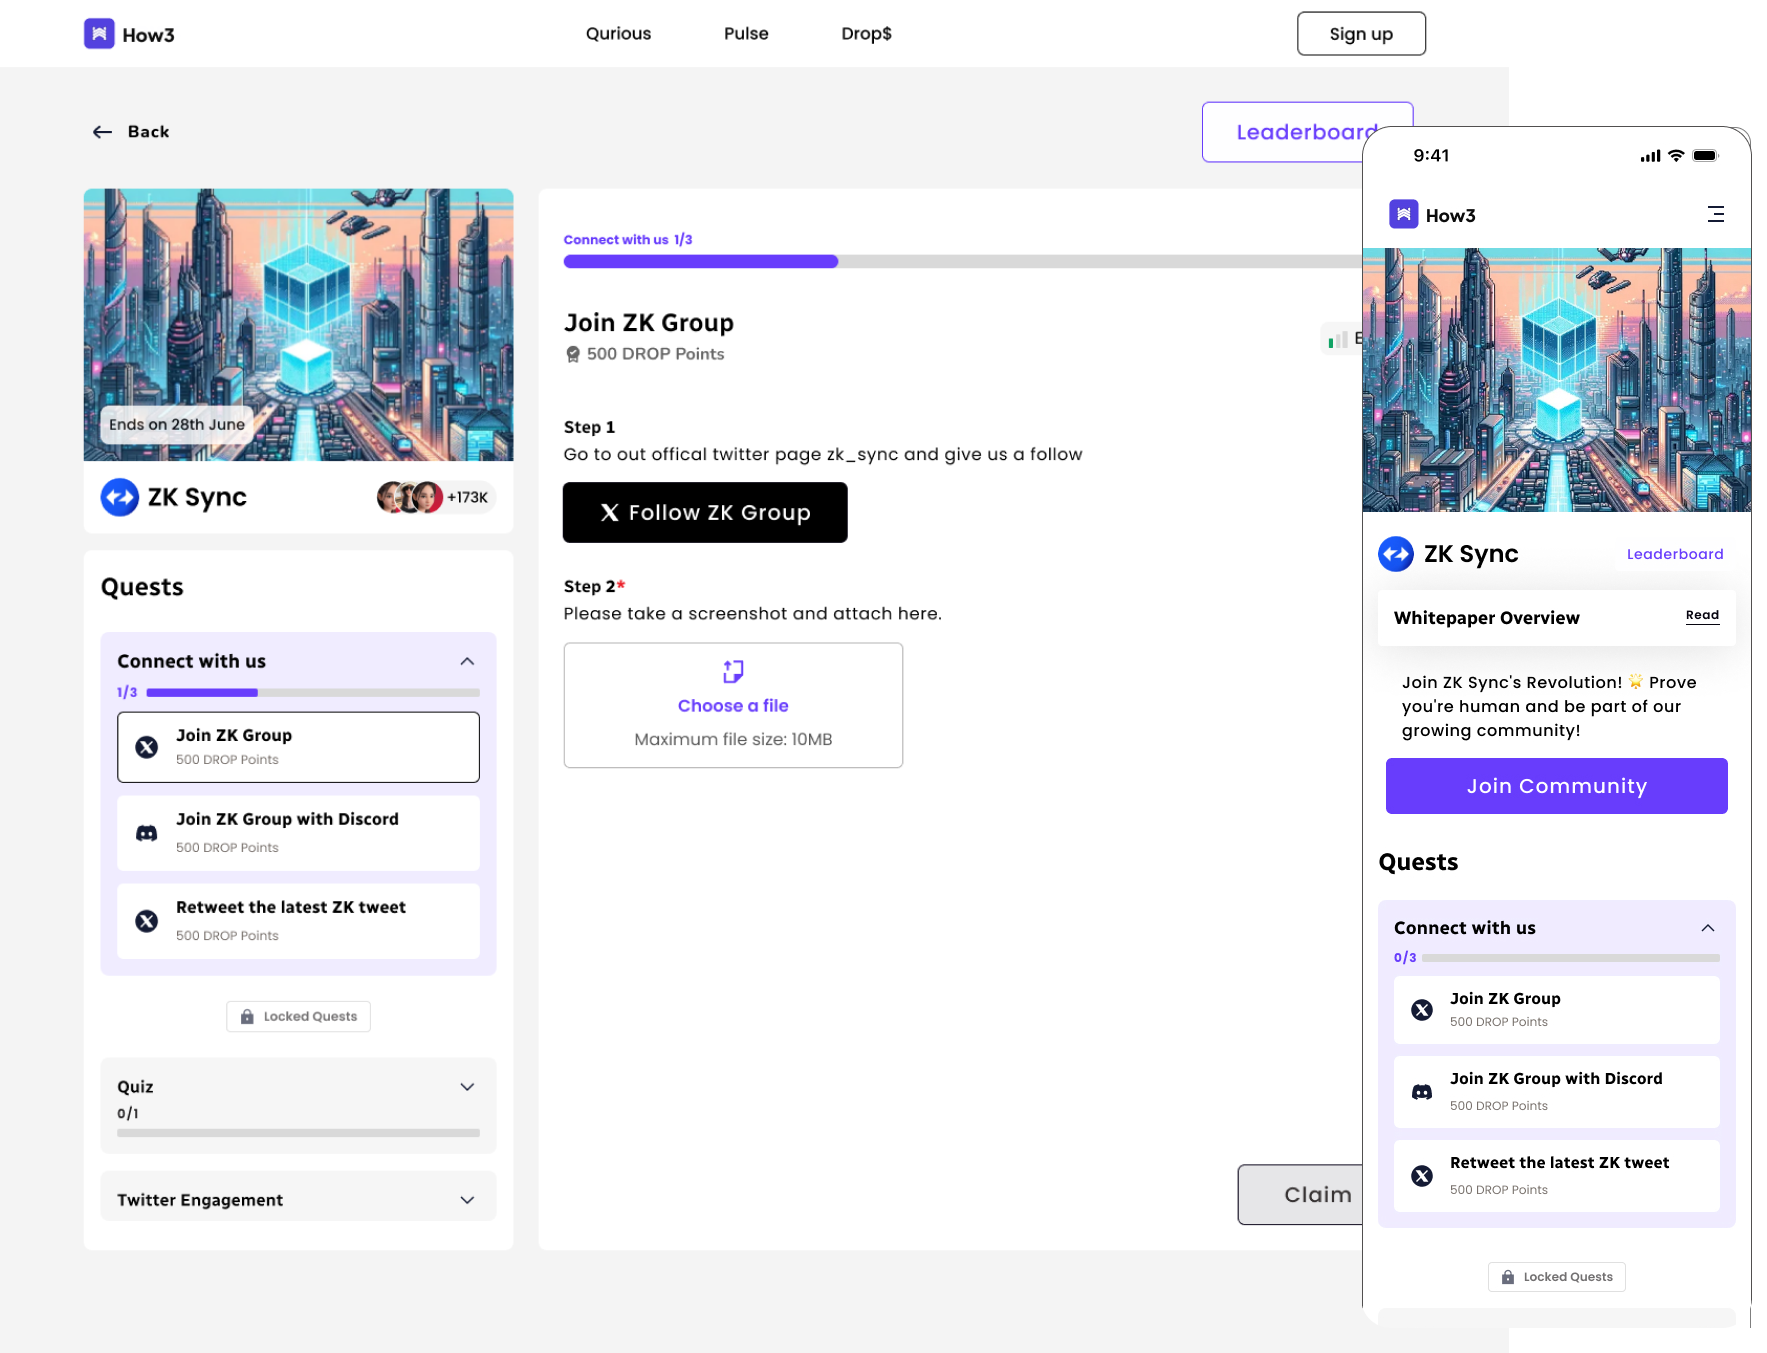 How3
Qurious
Pulse
Drop$
Sign up
Back
Leaderboard
Ends on 28th June
ZK Sync
+173K
Quests
Connect with us
1/3
Join ZK Group
500 DROP Points
Join ZK Group with Discord
500 DROP Points
Retweet the latest ZK tweet
500 DROP Points
Locked Quests
Quiz
0/1
Twitter Engagement
Connect with us 1/3
Join ZK Group
500 DROP Points
Step 1
Go to out offical twitter page zk_sync and give us a follow
Follow ZK Group
Step 2*
Please take a screenshot and attach here.
Choose a file
Maximum file size: 10MB
Claim
9:41
How3
ZK Sync
Leaderboard
Whitepaper Overview
Read
Join ZK Sync's Revolution! 🌟 Prove
you're human and be part of our
growing community!
Join Community
Quests
Connect with us
0/3
Join ZK Group
500 DROP Points
Join ZK Group with Discord
500 DROP Points
Retweet the latest ZK tweet
500 DROP Points
Locked Quests